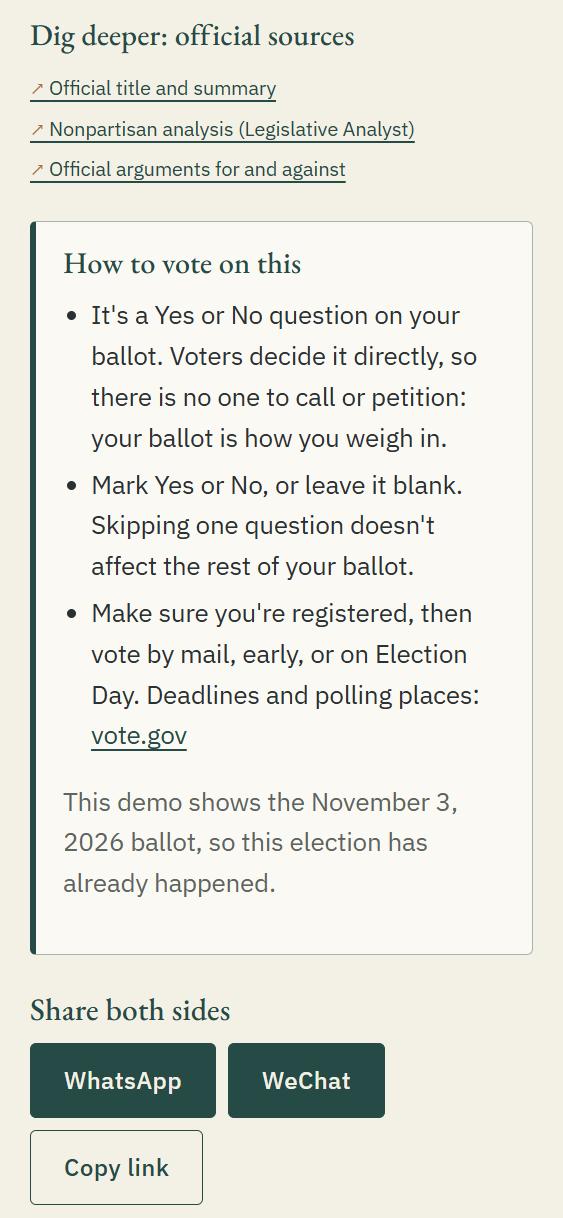 Dig deeper: official sources
↗ Official title and summary
↗ Nonpartisan analysis (Legislative Analyst)
↗ Official arguments for and against
How to vote on this
• It's a Yes or No question on your
ballot. Voters decide it directly, so
there is no one to call or petition:
your ballot is how you weigh in.
• Mark Yes or No, or leave it blank.
Skipping one question doesn't
affect the rest of your ballot.
• Make sure you're registered, then
vote by mail, early, or on Election
Day. Deadlines and polling places:
vote.gov
This demo shows the November 3,
2026 ballot, so this election has
already happened.
Share both sides
WhatsApp
WeChat
Copy link